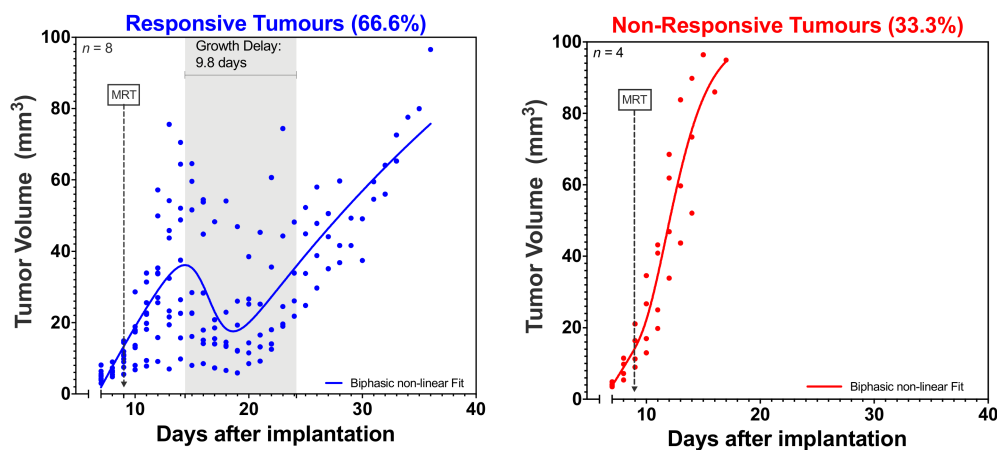 Responsive Tumours (66.6%)
n = 8
Growth Delay:
9.8 days
MRT
Tumor Volume (mm³)
100
80
60
40
20
0
10
20
30
40
Biphasic non-linear Fit
Days after implantation
Non-Responsive Tumours (33.3%)
n = 4
MRT
Tumor Volume (mm³)
100
80
60
40
20
0
10
20
30
40
Biphasic non-linear Fit
Days after implantation